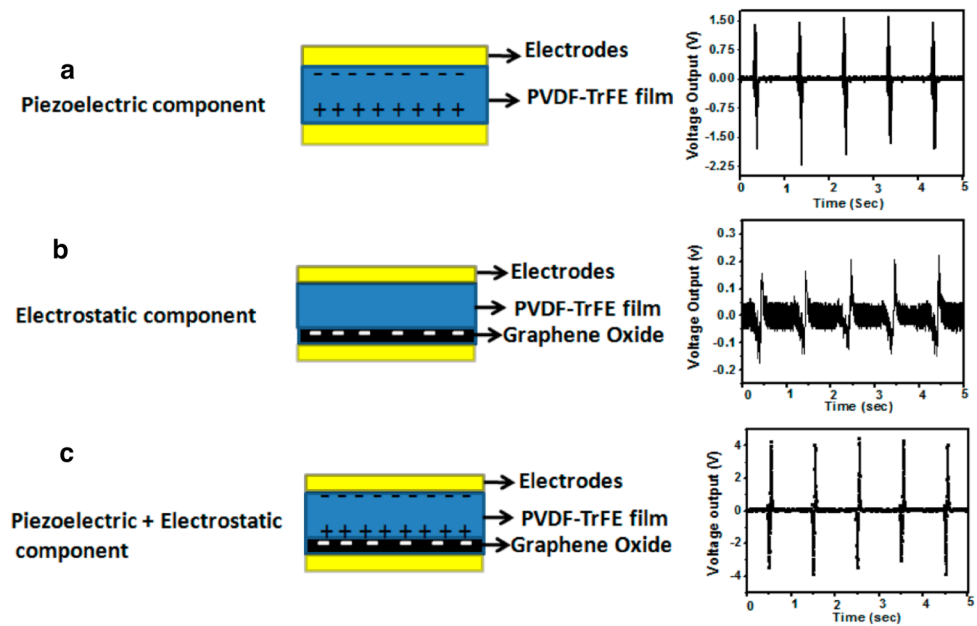 a
Piezoelectric component
Electrodes
PVDF-TrFE film
- - - - - - - -
+ + + + + + + +
Voltage Output (V)
1.50
0.75
0.00
-0.75
-1.50
-2.25
0 1 2 3 4 5
Time (Sec)
b
Electrostatic component
Electrodes
PVDF-TrFE film
Graphene Oxide
Voltage Output (v)
0.3
0.2
0.1
0.0
-0.1
-0.2
0 1 2 3 4 5
Time (sec)
c
Piezoelectric + Electrostatic
component
Electrodes
PVDF-TrFE film
Graphene Oxide
- - - - - - - -
+ + + + + + + +
Voltage output (V)
4
2
0
-2
-4
0 1 2 3 4 5
Time (sec)